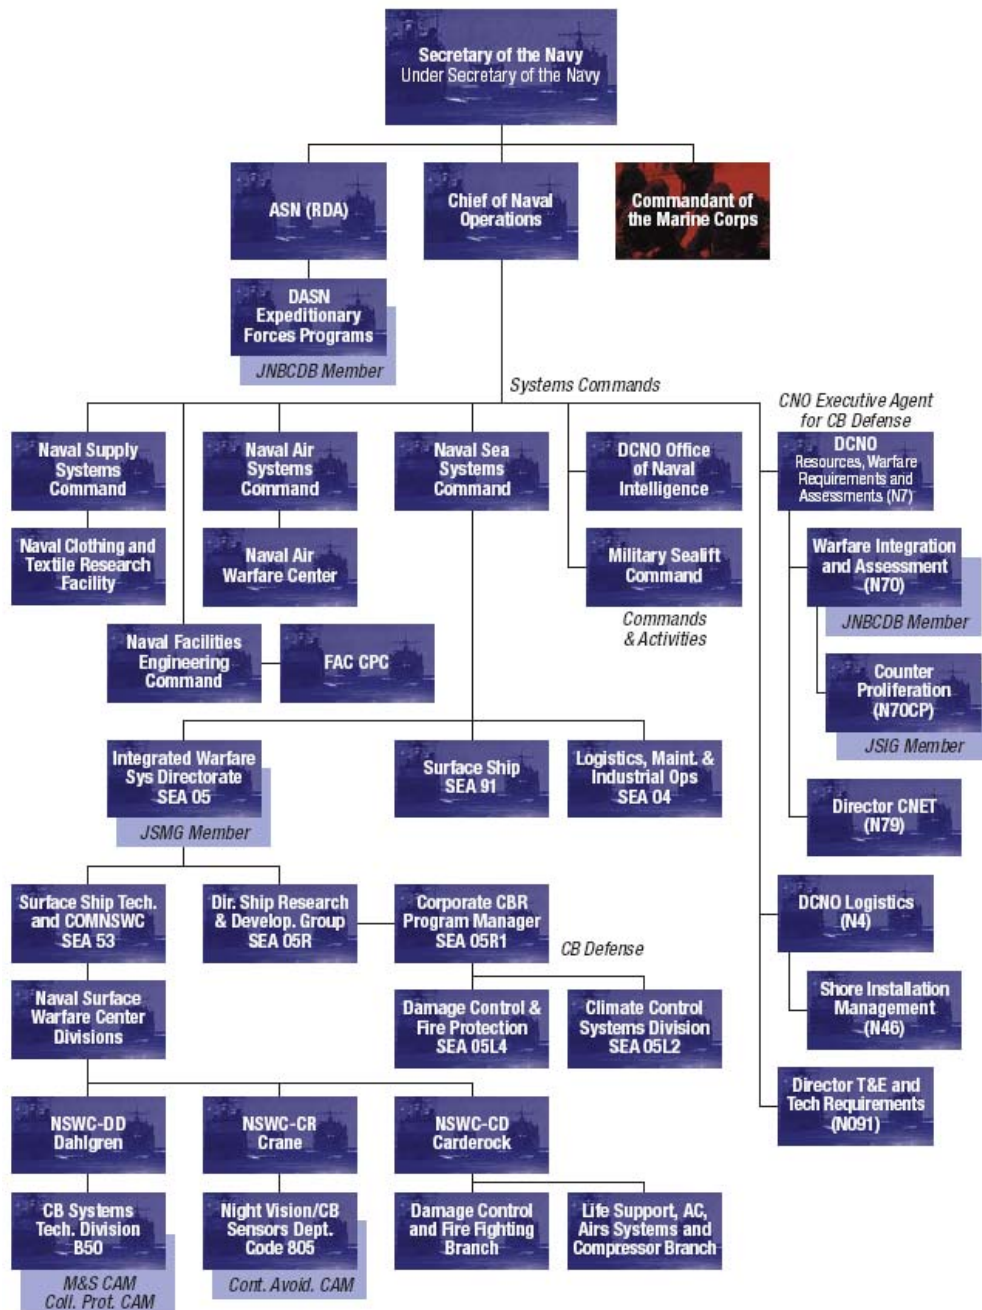 Secretary of the Navy
Under Secretary of the Navy
ASN (RDA)
Chief of Naval
Operations
Commandant of
the Marine Corps
DASN
Expeditionary
Forces Programs
JNBCDB Member
Systems Commands
CNO Executive Agent
for CB Defense
Naval Supply
Systems
Command
Naval Air
Systems
Command
Naval Sea
Systems
Command
DCNO Office
of Naval
Intelligence
DCNO
Resources, Warfare
Requirements and
Assessments (N7)
Naval Clothing and
Textile Research
Facility
Naval Air
Warfare Center
Military Sealift
Command
Commands
& Activities
Warfare Integration
and Assessment
(N70)
JNBCDB Member
Naval Facilities
Engineering
Command
FAC CPC
Counter
Proliferation
(N70CP)
JSIG Member
Integrated Warfare
Sys Directorate
SEA 05
JSMG Member
Surface Ship
SEA 91
Logistics, Maint. &
Industrial Ops
SEA 04
Director CNET
(N79)
Surface Ship Tech.
and COMNSWC
SEA 53
Dir. Ship Research
& Develop. Group
SEA 05R
Corporate CBR
Program Manager
SEA 05R1
CB Defense
DCNO Logistics
(N4)
Naval Surface
Warfare Center
Divisions
Damage Control &
Fire Protection
SEA 05L4
Climate Control
Systems Division
SEA 05L2
Shore Installation
Management
(N46)
NSWC-DD
Dahlgren
NSWC-CR
Crane
NSWC-CD
Carderock
Director T&E and
Tech Requirements
(N091)
CB Systems
Tech. Division
B50
M&S CAM
Coll. Prot. CAM
Night Vision/CB
Sensors Dept.
Code 805
Cont. Avoid. CAM
Damage Control
and Fire Fighting
Branch
Life Support, AC,
Airs Systems and
Compressor Branch